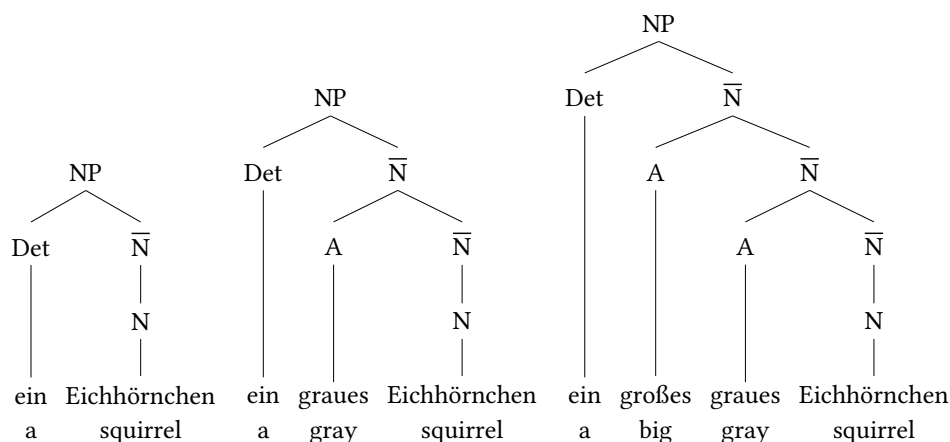 NP
Det N̅
NP
A N̅
Det N̅
NP
Det N̅
A N̅
A N̅
N
N
N
ein Eichhörnchen ein graues Eichhörnchen ein großes graues Eichhörnchen
a squirrel a gray squirrel a big gray squirrel